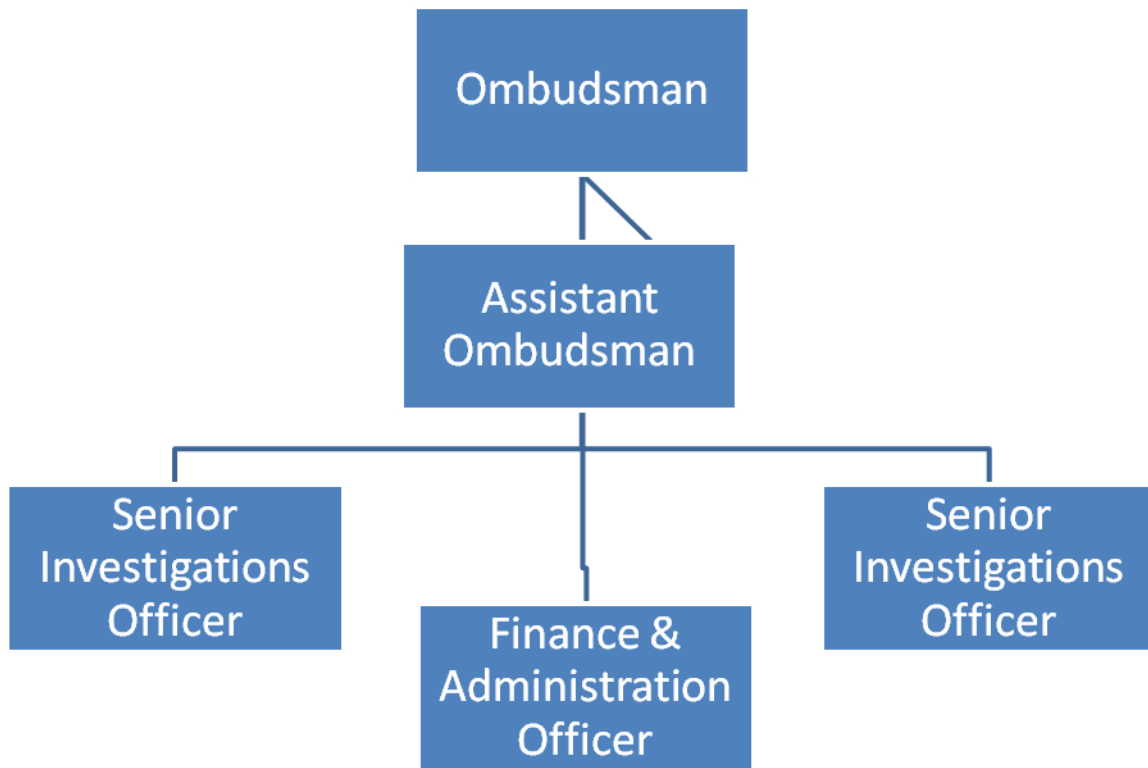 Ombudsman
Assistant
Ombudsman
Senior
Investigations
Officer
Finance &
Administration
Officer
Senior
Investigations
Officer